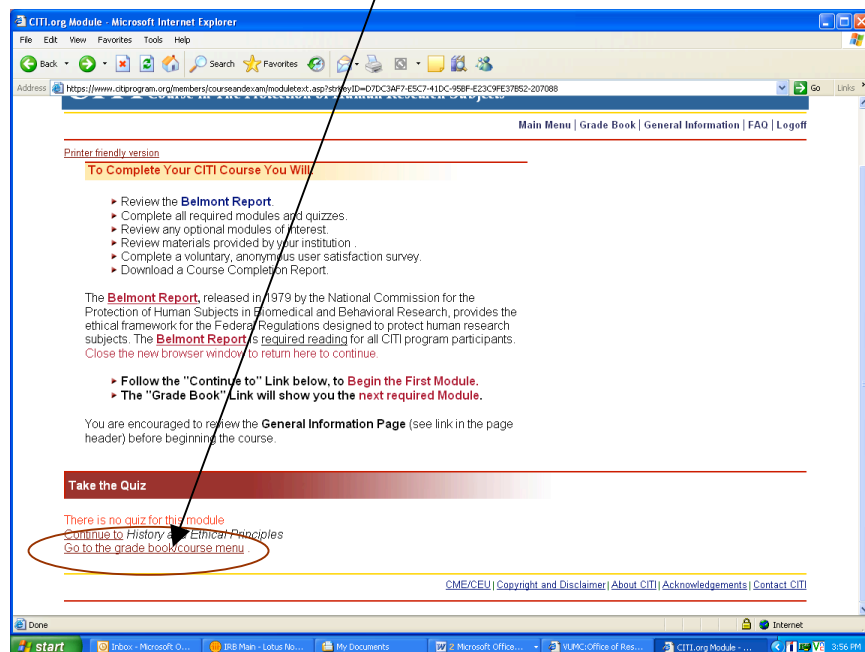 CITI.org Module - Microsoft Internet Explorer
File Edit View Favorites Tools Help
Back Search Favorites
Address https://www.citiprogram.org/members/courseandexam/moduletext.asp?strKeyID=D7DC3AF7-E5C7-41DC-95BF-E23C9FE37B52-207088 Go Links
CITI Course in The Protection of Human Research Subjects
Main Menu | Grade Book | General Information | FAQ | Logoff
Printer friendly version
To Complete Your CITI Course You Will:
Review the Belmont Report.
Complete all required modules and quizzes.
Review any optional modules of interest.
Review materials provided by your institution .
Complete a voluntary, anonymous user satisfaction survey.
Download a Course Completion Report.
The Belmont Report, released in 1979 by the National Commission for the
Protection of Human Subjects in Biomedical and Behavioral Research, provides the
ethical framework for the Federal Regulations designed to protect human research
subjects. The Belmont Report is required reading for all CITI program participants.
Close the new browser window to return here to continue.
Follow the "Continue to" Link below, to Begin the First Module.
The "Grade Book" Link will show you the next required Module.
You are encouraged to review the General Information Page (see link in the page
header) before beginning the course.
Take the Quiz
There is no quiz for this module
Continue to History and Ethical Principles
Go to the grade book/course menu .
CME/CEU | Copyright and Disclaimer | About CITI | Acknowledgements | Contact CITI
Done Internet
start Inbox - Microsoft O... IRB Main - Lotus No... My Documents 2 Microsoft Office... VUMC:Office of Res... CITI.org Module - ... 3:56 PM